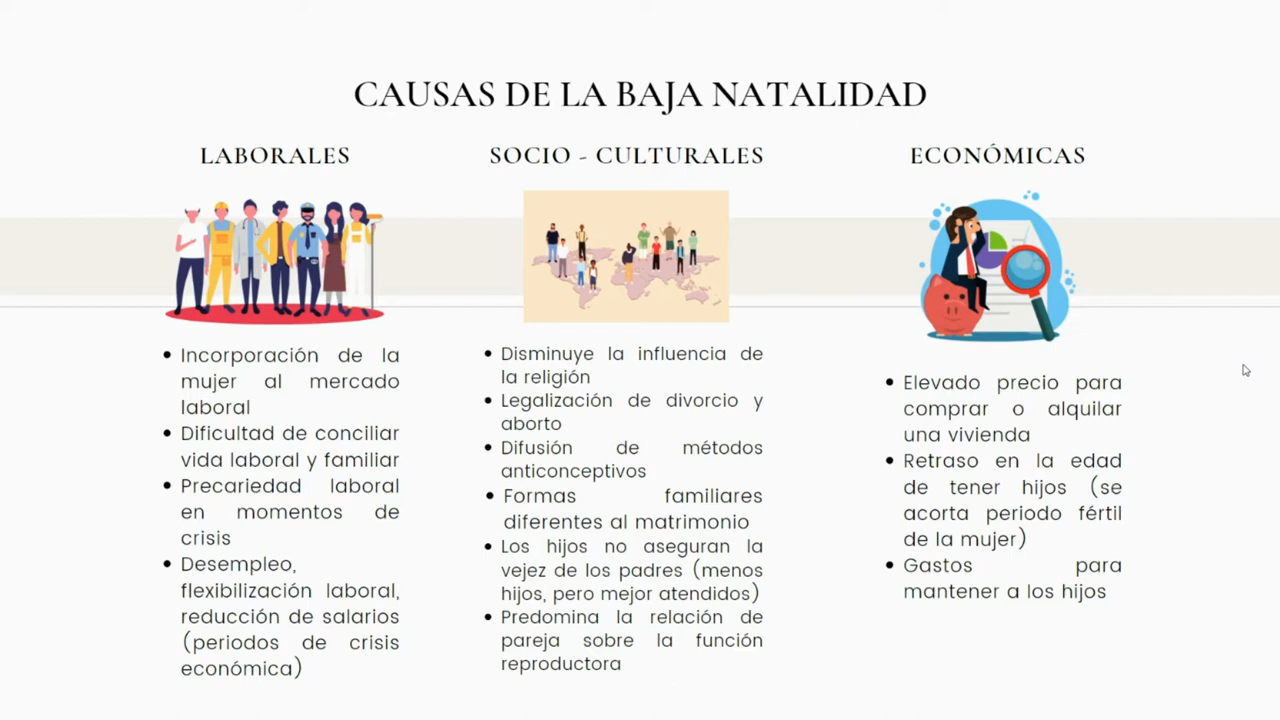 CAUSAS DE LA BAJA NATALIDAD
LABORALES
Incorporación de la
mujer al mercado
laboral
Dificultad de conciliar
vida laboral y familiar
Precariedad laboral
en momentos de
crisis
Desempleo,
flexibilización laboral,
reducción de salarios
(periodos de crisis
económica)
SOCIO - CULTURALES
Disminuye la influencia de
la religión
Legalización de divorcio y
aborto
Difusión de métodos
anticonceptivos
Formas familiares
diferentes al matrimonio
Los hijos no aseguran la
vejez de los padres (menos
hijos, pero mejor atendidos)
Predomina la relación de
pareja sobre la función
reproductora
ECONÓMICAS
Elevado precio para
comprar o alquilar
una vivienda
Retraso en la edad
de tener hijos (se
acorta periodo fértil
de la mujer)
Gastos para
mantener a los hijos